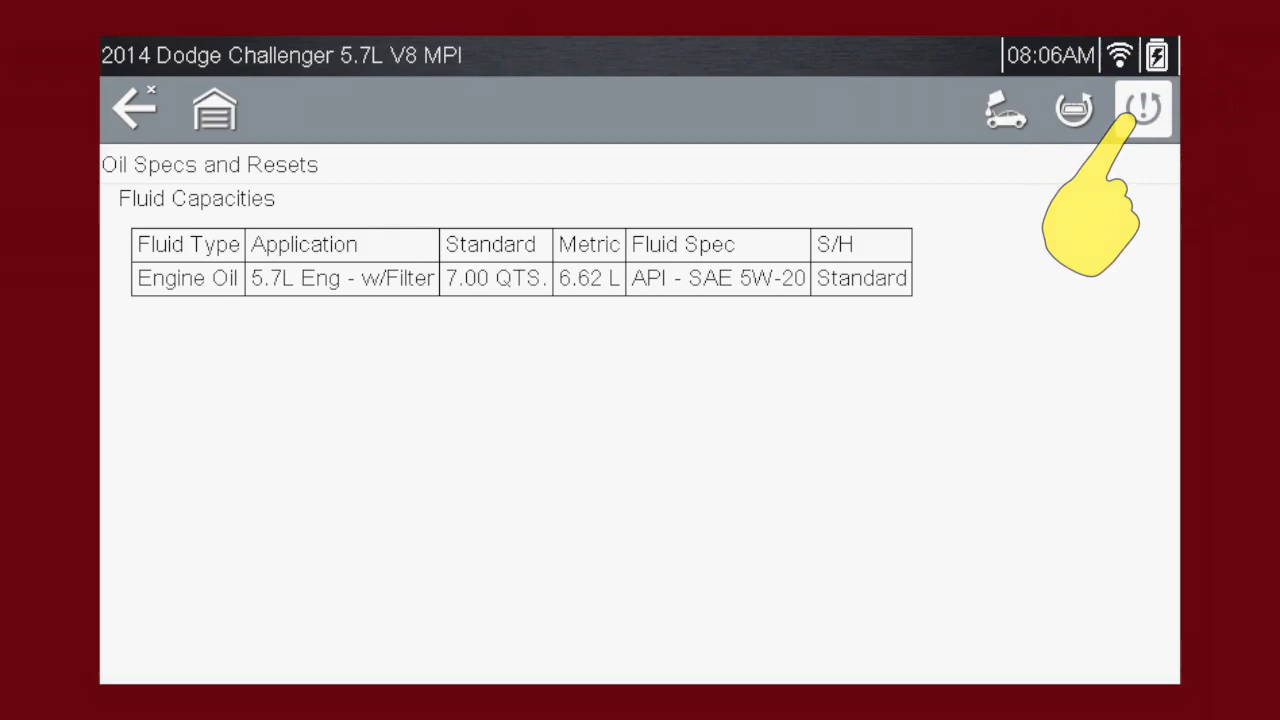 2014 Dodge Challenger 5.7L V8 MPI 08:06AM
Oil Specs and Resets
Fluid Capacities
Fluid Type Application Standard Metric Fluid Spec S/H
Engine Oil 5.7L Eng - w/Filter 7.00 QTS. 6.62 L API - SAE 5W-20 Standard